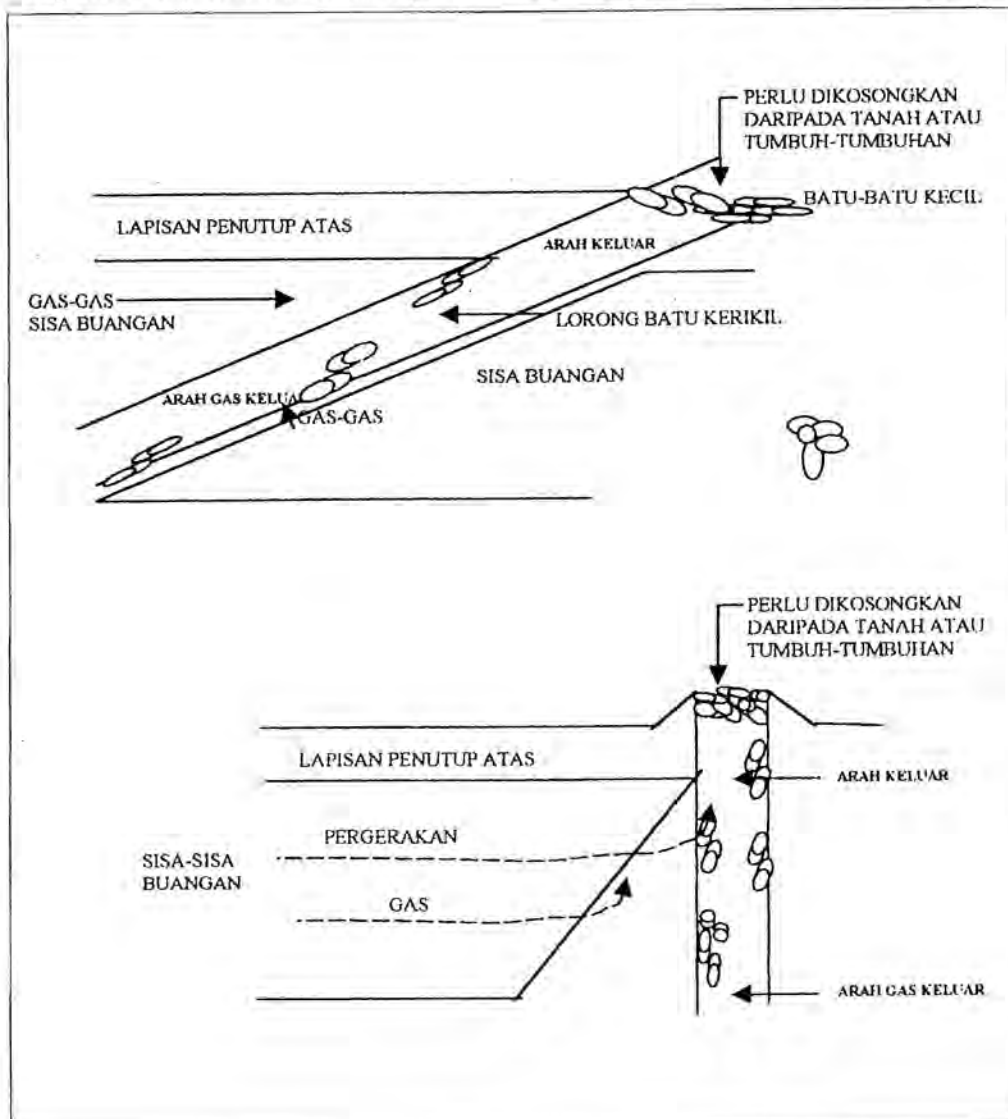 PERLU DIKOSONGKAN
DARIPADA TANAH ATAU
TUMBUH-TUMBUHAN
BATU-BATU KECIL
LAPISAN PENUTUP ATAS
ARAH KELUAR
GAS-GAS
SISA BUANGAN
LORONG BATU KERIKIL
SISA BUANGAN
ARAH GAS KELUA
GAS-GAS
PERLU DIKOSONGKAN
DARIPADA TANAH ATAU
TUMBUH-TUMBUHAN
LAPISAN PENUTUP ATAS
ARAH KELUAR
PERGERAKAN
SISA-SISA
BUANGAN
GAS
ARAH GAS KELUAR